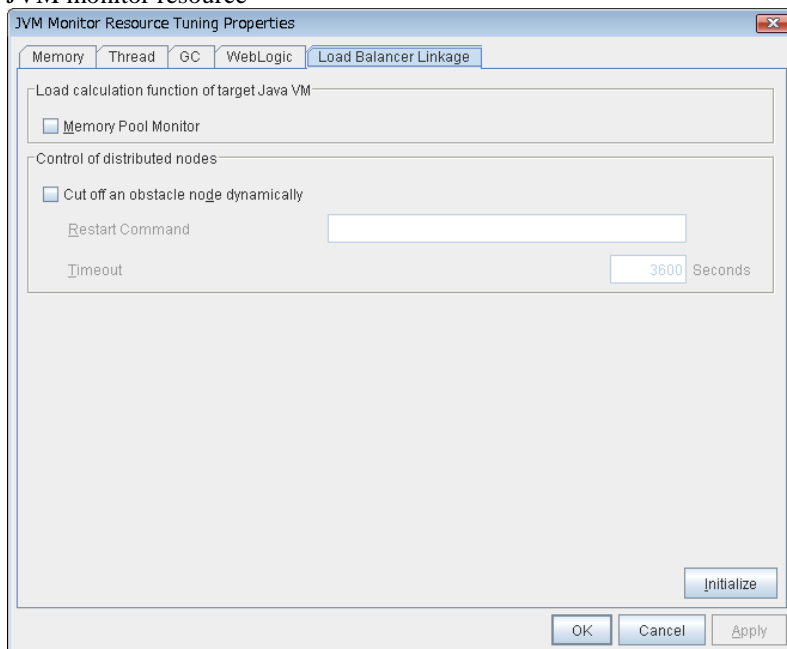 JVM monitor resource
JVM Monitor Resource Tuning Properties
Memory Thread GC WebLogic Load Balancer Linkage
Load calculation function of target Java VM
Memory Pool Monitor
Control of distributed nodes
Cut off an obstacle node dynamically
Restart Command
Timeout 3600 Seconds
Initialize
OK Cancel Apply